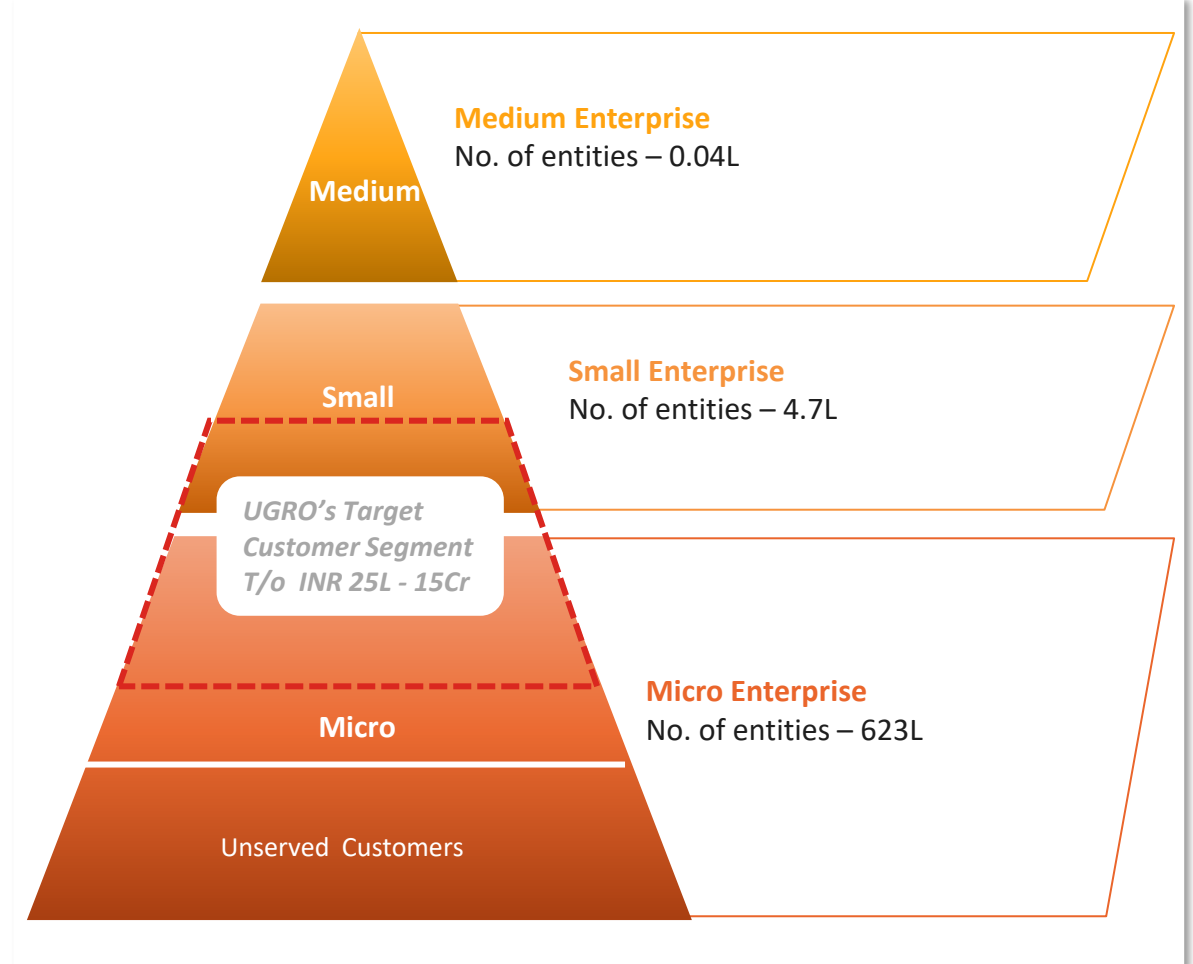 Medium Enterprise
No. of entities – 0.04L
Medium
Small Enterprise
No. of entities – 4.7L
Small
UGRO’s Target
Customer Segment
T/o INR 25L - 15Cr
Micro Enterprise
No. of entities – 623L
Micro
Unserved Customers